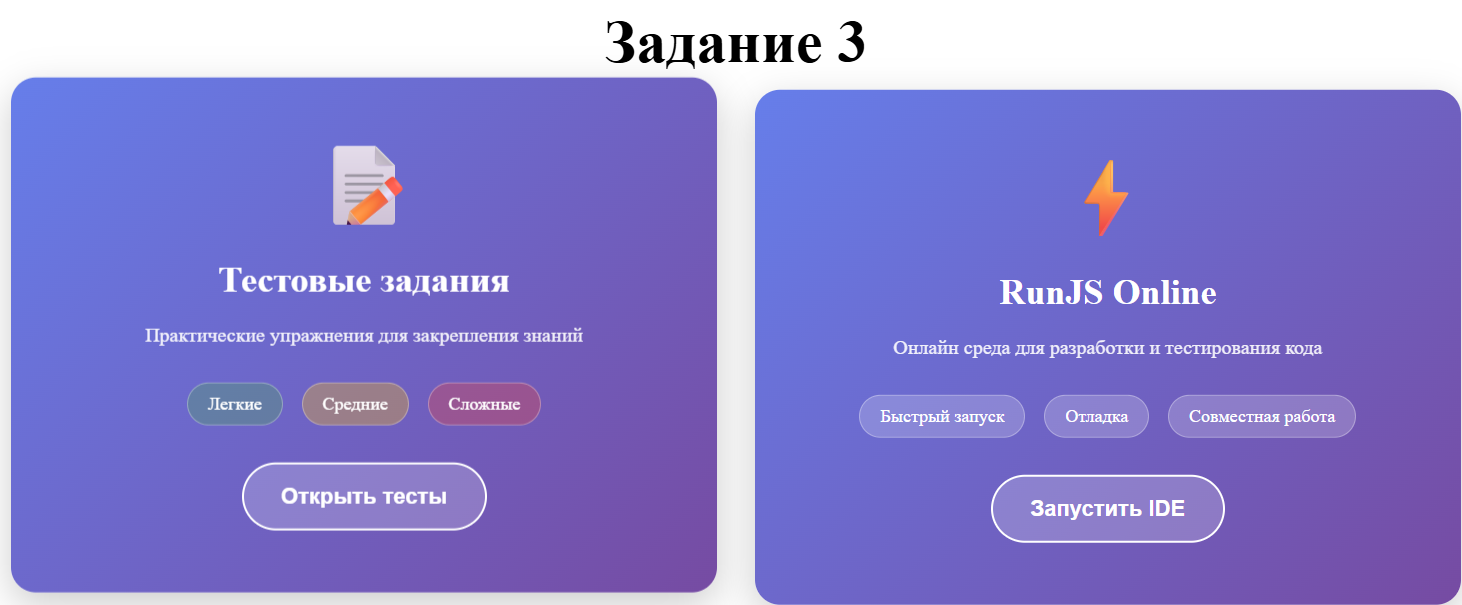 Задание 3
Тестовые задания
Практические упражнения для закрепления знаний
Легкие
Средние
Сложные
Открыть тесты
RunJS Online
Онлайн среда для разработки и тестирования кода
Быстрый запуск
Отладка
Совместная работа
Запустить IDE